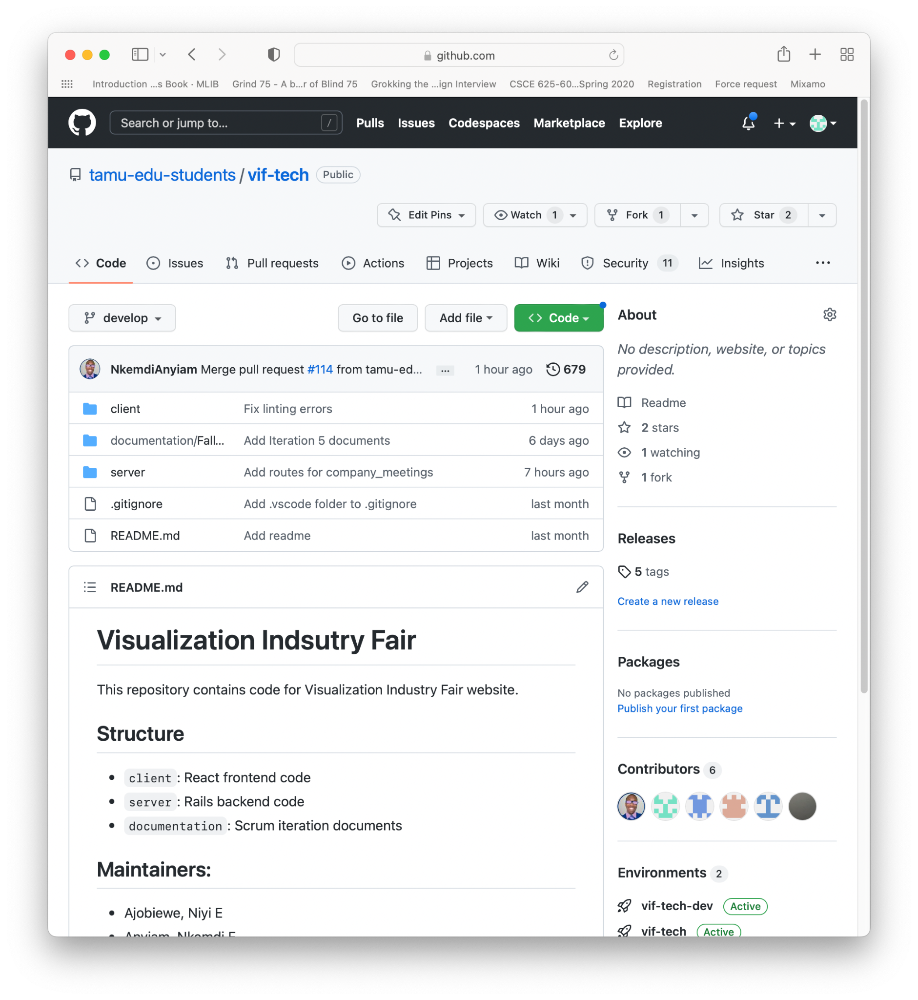 github.com
Introduction ...s Book · MLIB Grind 75 - A b...r of Blind 75 Grokking the ...ign Interview CSCE 625-60...Spring 2020 Registration Force request Mixamo
Search or jump to... / Pulls Issues Codespaces Marketplace Explore
tamu-edu-students / vif-tech Public
Edit Pins Watch 1 Fork 1 Star 2
Code Issues Pull requests Actions Projects Wiki Security 11 Insights
develop Go to file Add file Code
NkemdiAnyiam Merge pull request #114 from tamu-ed... ... 1 hour ago 679
client Fix linting errors 1 hour ago
documentation/Fall... Add Iteration 5 documents 6 days ago
server Add routes for company_meetings 7 hours ago
.gitignore Add .vscode folder to .gitignore last month
README.md Add readme last month
README.md
Visualization Indsutry Fair
This repository contains code for Visualization Industry Fair website.
Structure
client: React frontend code
server: Rails backend code
documentation: Scrum iteration documents
Maintainers:
Ajobiewe, Niyi E
Anyiam, Nkemdi E
About
No description, website, or topics
provided.
Readme
2 stars
1 watching
1 fork
Releases
5 tags
Create a new release
Packages
No packages published
Publish your first package
Contributors 6
Environments 2
vif-tech-dev Active
vif-tech Active